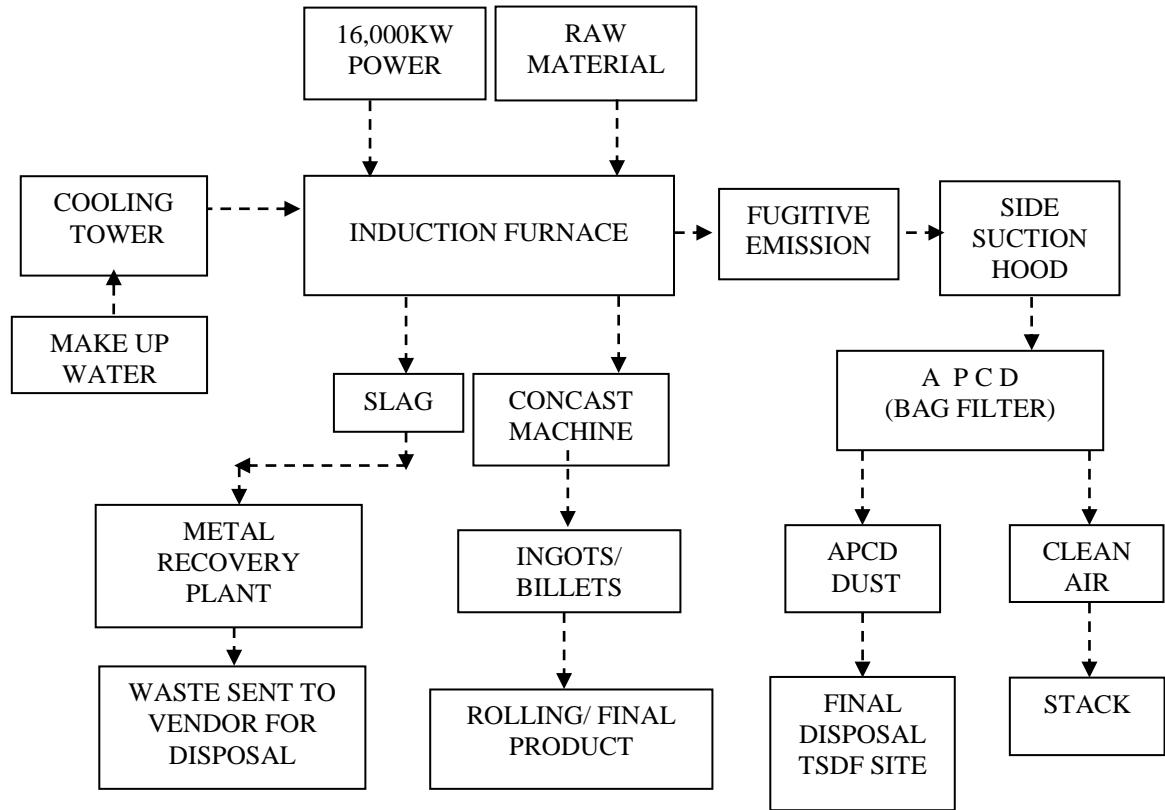 16,000KW
POWER
RAW
MATERIAL
COOLING
TOWER
INDUCTION FURNACE
FUGITIVE
EMISSION
SIDE
SUCTION
HOOD
MAKE UP
WATER
SLAG
CONCAST
MACHINE
A P C D
(BAG FILTER)
METAL
RECOVERY
PLANT
INGOTS/
BILLETS
APCD
DUST
CLEAN
AIR
WASTE SENT TO
VENDOR FOR
DISPOSAL
ROLLING/ FINAL
PRODUCT
FINAL
DISPOSAL
TSDF SITE
STACK